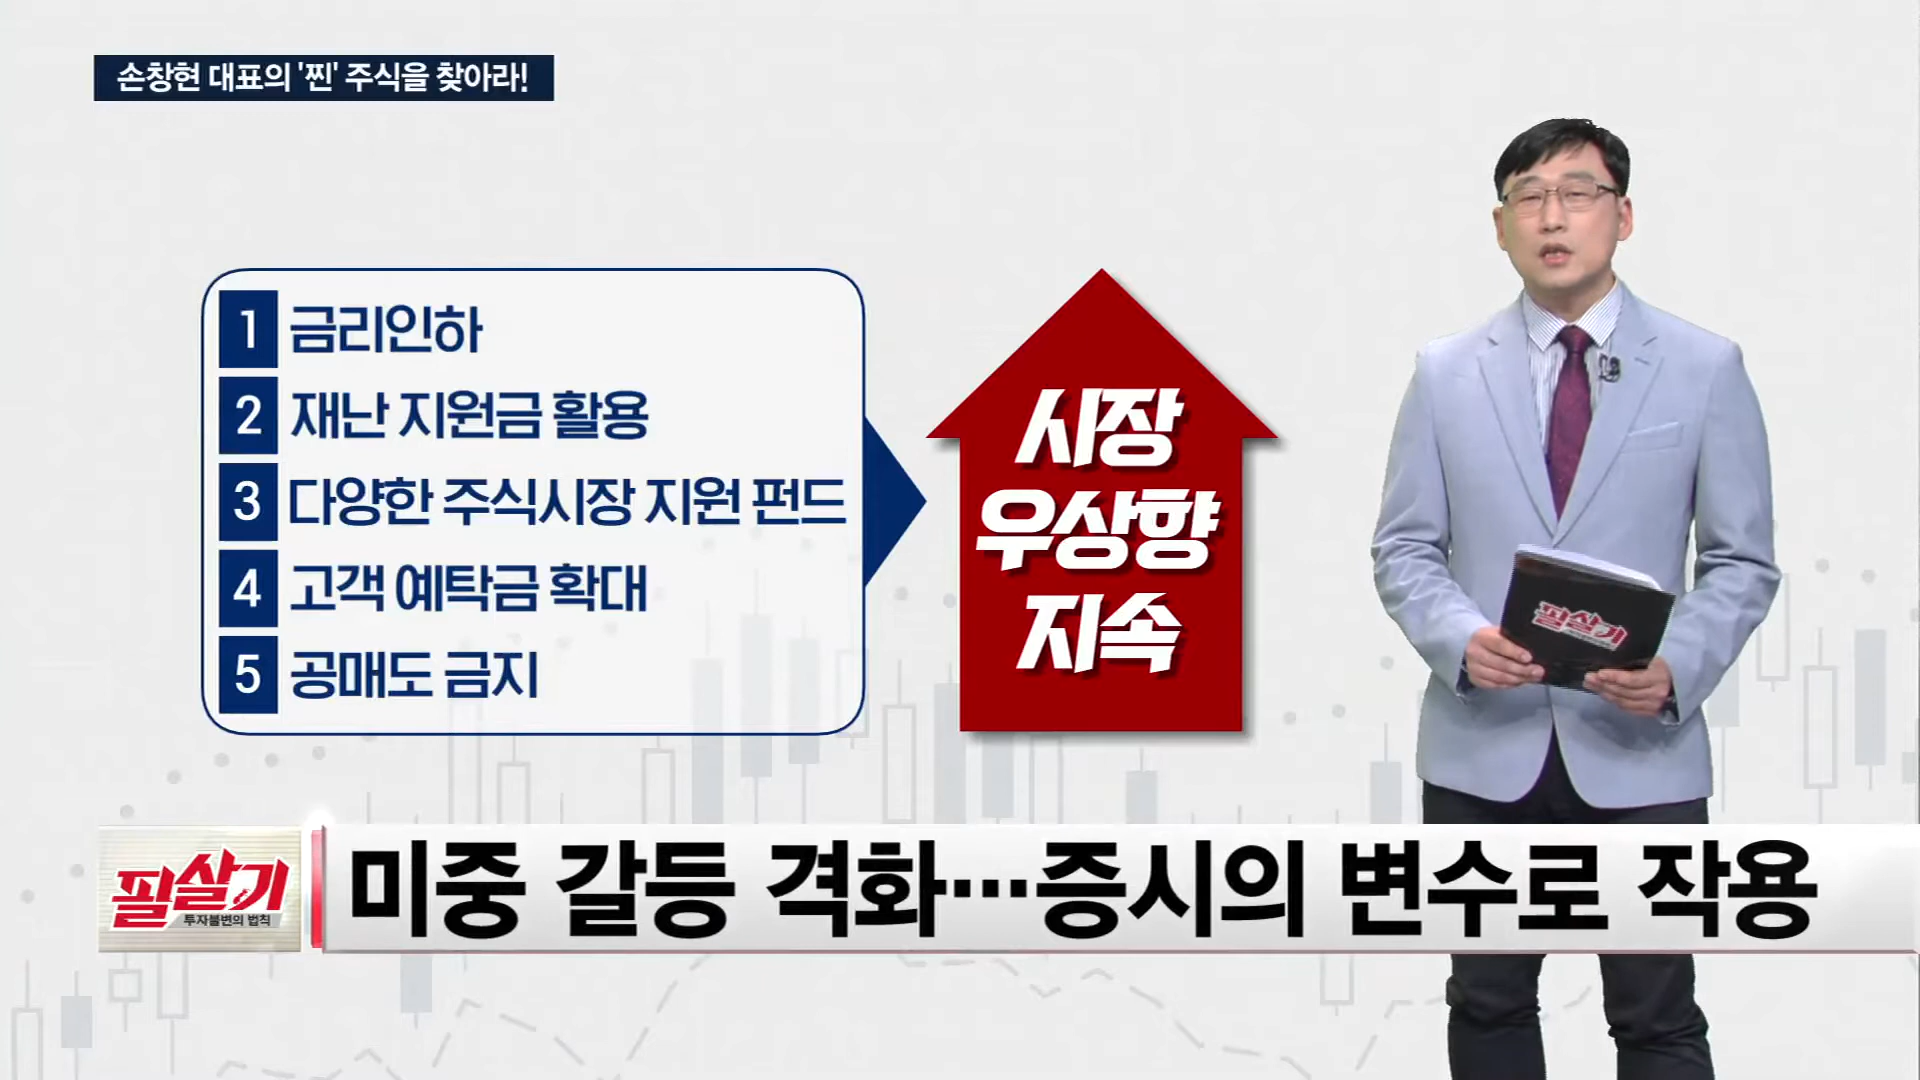 손창현 대표의 '찐' 주식을 찾아라!
1 금리인하
2 재난 지원금 활용
3 다양한 주식시장 지원 펀드
4 고객 예탁금 확대
5 공매도 금지
시장
우상향
지속
필살기
필살기
투자불변의 법칙
미중 갈등 격화…증시의 변수로 작용